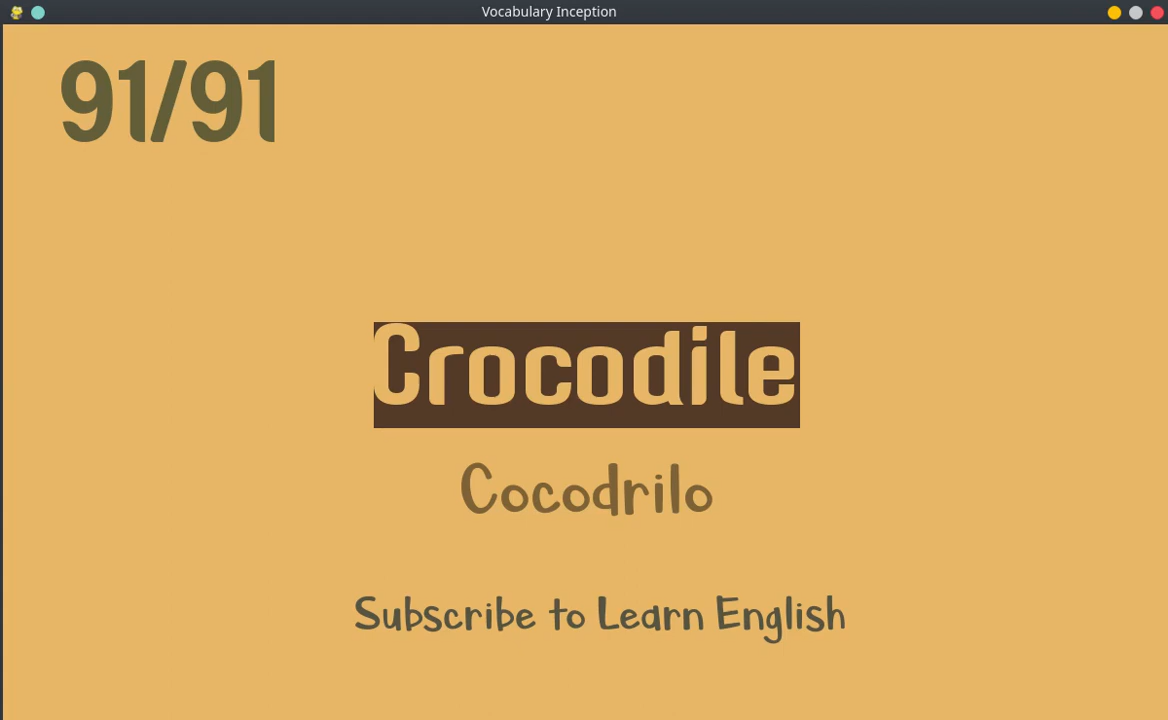 Vocabulary Inception
91/91
Crocodile
Cocodrilo
Subscribe to Learn English